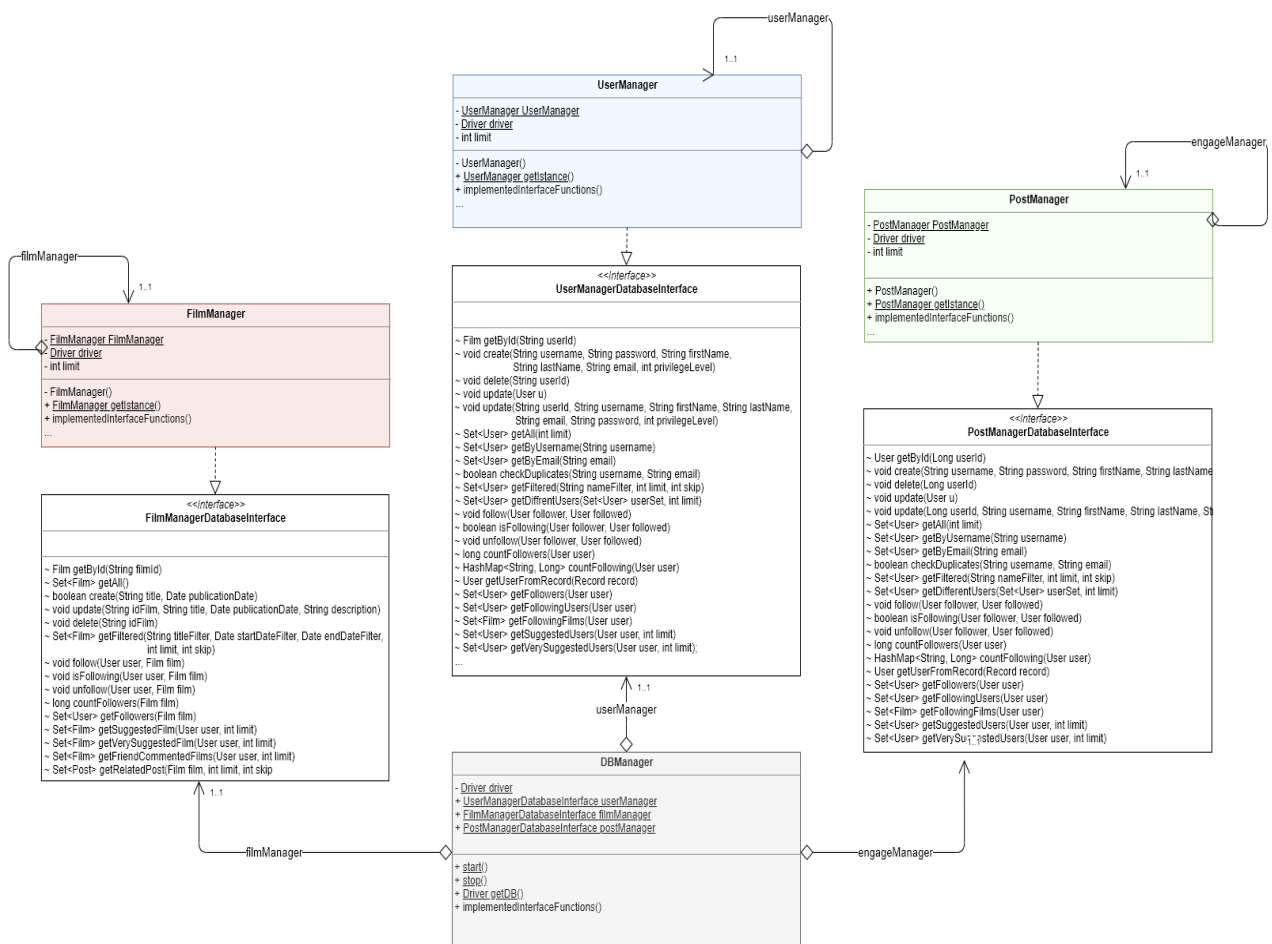 userManager
1..1
UserManager
- UserManager UserManager
- Driver driver
- int limit
- UserManager()
+ UserManager getIstance()
+ implementedInterfaceFunctions()
...
engageManager
1..1
PostManager
- PostManager PostManager
- Driver driver
- int limit
+ PostManager()
+ PostManager getIstance()
+ implementedInterfaceFunctions()
...
filmManager
1..1
FilmManager
- FilmManager FilmManager
- Driver driver
- int limit
- FilmManager()
+ FilmManager getIstance()
+ implementedInterfaceFunctions()
...
<<Interface>>
UserManagerDatabaseInterface
~ Film getById(String userId)
~ void create(String username, String password, String firstName,
String lastName, String email, int privilegeLevel)
~ void delete(String userId)
~ void update(User u)
~ void update(String userId, String username, String firstName, String lastName,
String email, String password, int privilegeLevel)
~ Set<User> getAll(int limit)
~ Set<User> getByUsername(String username)
~ Set<User> getByEmail(String email)
~ boolean checkDuplicates(String username, String email)
~ Set<User> getFiltered(String nameFilter, int limit, int skip)
~ Set<User> getDiffrentUsers(Set<User> userSet, int limit)
~ void follow(User follower, User followed)
~ boolean isFollowing(User follower, User followed)
~ void unfollow(User follower, User followed)
~ long countFollowers(User user)
~ HashMap<String, Long> countFollowing(User user)
~ User getUserFromRecord(Record record)
~ Set<User> getFollowers(User user)
~ Set<User> getFollowingUsers(User user)
~ Set<Film> getFollowingFilms(User user)
~ Set<User> getSuggestedUsers(User user, int limit)
~ Set<User> getVerySuggestedUsers(User user, int limit);
...
<<Interface>>
PostManagerDatabaseInterface
~ User getById(Long userId)
~ void create(String username, String password, String firstName, String lastName
~ void delete(Long userId)
~ void update(User u)
~ void update(Long userId, String username, String firstName, String lastName, St
~ Set<User> getAll(int limit)
~ Set<User> getByUsername(String username)
~ Set<User> getByEmail(String email)
~ boolean checkDuplicates(String username, String email)
~ Set<User> getFiltered(String nameFilter, int limit, int skip)
~ Set<User> getDifferentUsers(Set<User> userSet, int limit)
~ void follow(User follower, User followed)
~ boolean isFollowing(User follower, User followed)
~ void unfollow(User follower, User followed)
~ long countFollowers(User user)
~ HashMap<String, Long> countFollowing(User user)
~ User getUserFromRecord(Record record)
~ Set<User> getFollowers(User user)
~ Set<User> getFollowingUsers(User user)
~ Set<Film> getFollowingFilms(User user)
~ Set<User> getSuggestedUsers(User user, int limit)
~ Set<User> getVerySuggestedUsers(User user, int limit)
<<Interface>>
FilmManagerDatabaseInterface
~ Film getById(String filmId)
~ Set<Film> getAll()
~ boolean create(String title, Date publicationDate)
~ void update(String idFilm, String title, Date publicationDate, String description)
~ void delete(String idFilm)
~ Set<Film> getFiltered(String titleFilter, Date startDateFilter, Date endDateFilter,
int limit, int skip)
~ void follow(User user, Film film)
~ void isFollowing(User user, Film film)
~ void unfollow(User user, Film film)
~ long countFollowers(Film film)
~ Set<User> getFollowers(Film film)
~ Set<Film> getSuggestedFilm(User user, int limit)
~ Set<Film> getVerySuggestedFilm(User user, int limit)
~ Set<Film> getFriendCommentedFilms(User user, int limit)
~ Set<Post> getRelatedPost(Film film, int limit, int skip
1..1
userManager
DBManager
- Driver driver
+ UserManagerDatabaseInterface userManager
+ FilmManagerDatabaseInterface filmManager
+ PostManagerDatabaseInterface postManager
+ start()
+ stop()
+ Driver getDB()
+ implementedInterfaceFunctions()
1..1
filmManager
engageManager